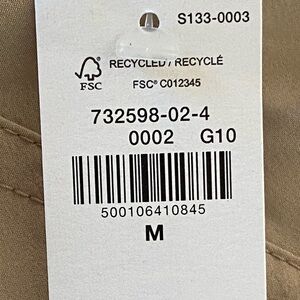 S133-0003
RECYCLED / RECYCLÉ
FSC
FSC® C012345
732598-02-4
0002 G10
500106410845
M